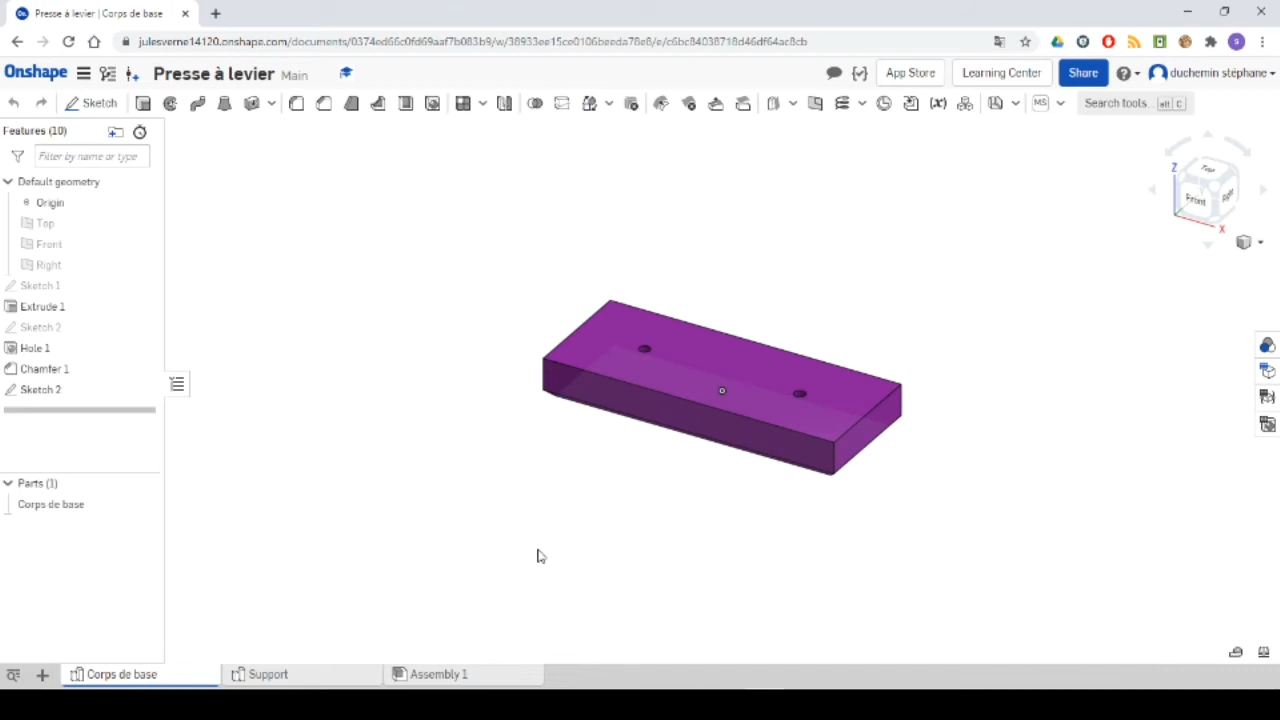 Presse à levier | Corps de base
julesverne14120.onshape.com/documents/0374ed66c0fd69aaf7b083b9/w/38933ee15ce0106beeda78e8/e/c6bc84038718d46df64ac8cb
Onshape Presse à levier Main App Store Learning Center Share duchemin stéphane
Sketch MS Search tools... alt C
Features (10)
Filter by name or type
Default geometry
Origin
Top
Front
Right
Sketch 1
Extrude 1
Sketch 2
Hole 1
Chamfer 1
Sketch 2
Parts (1)
Corps de base
Z
Top
Front
Right
X
Corps de base Support Assembly 1